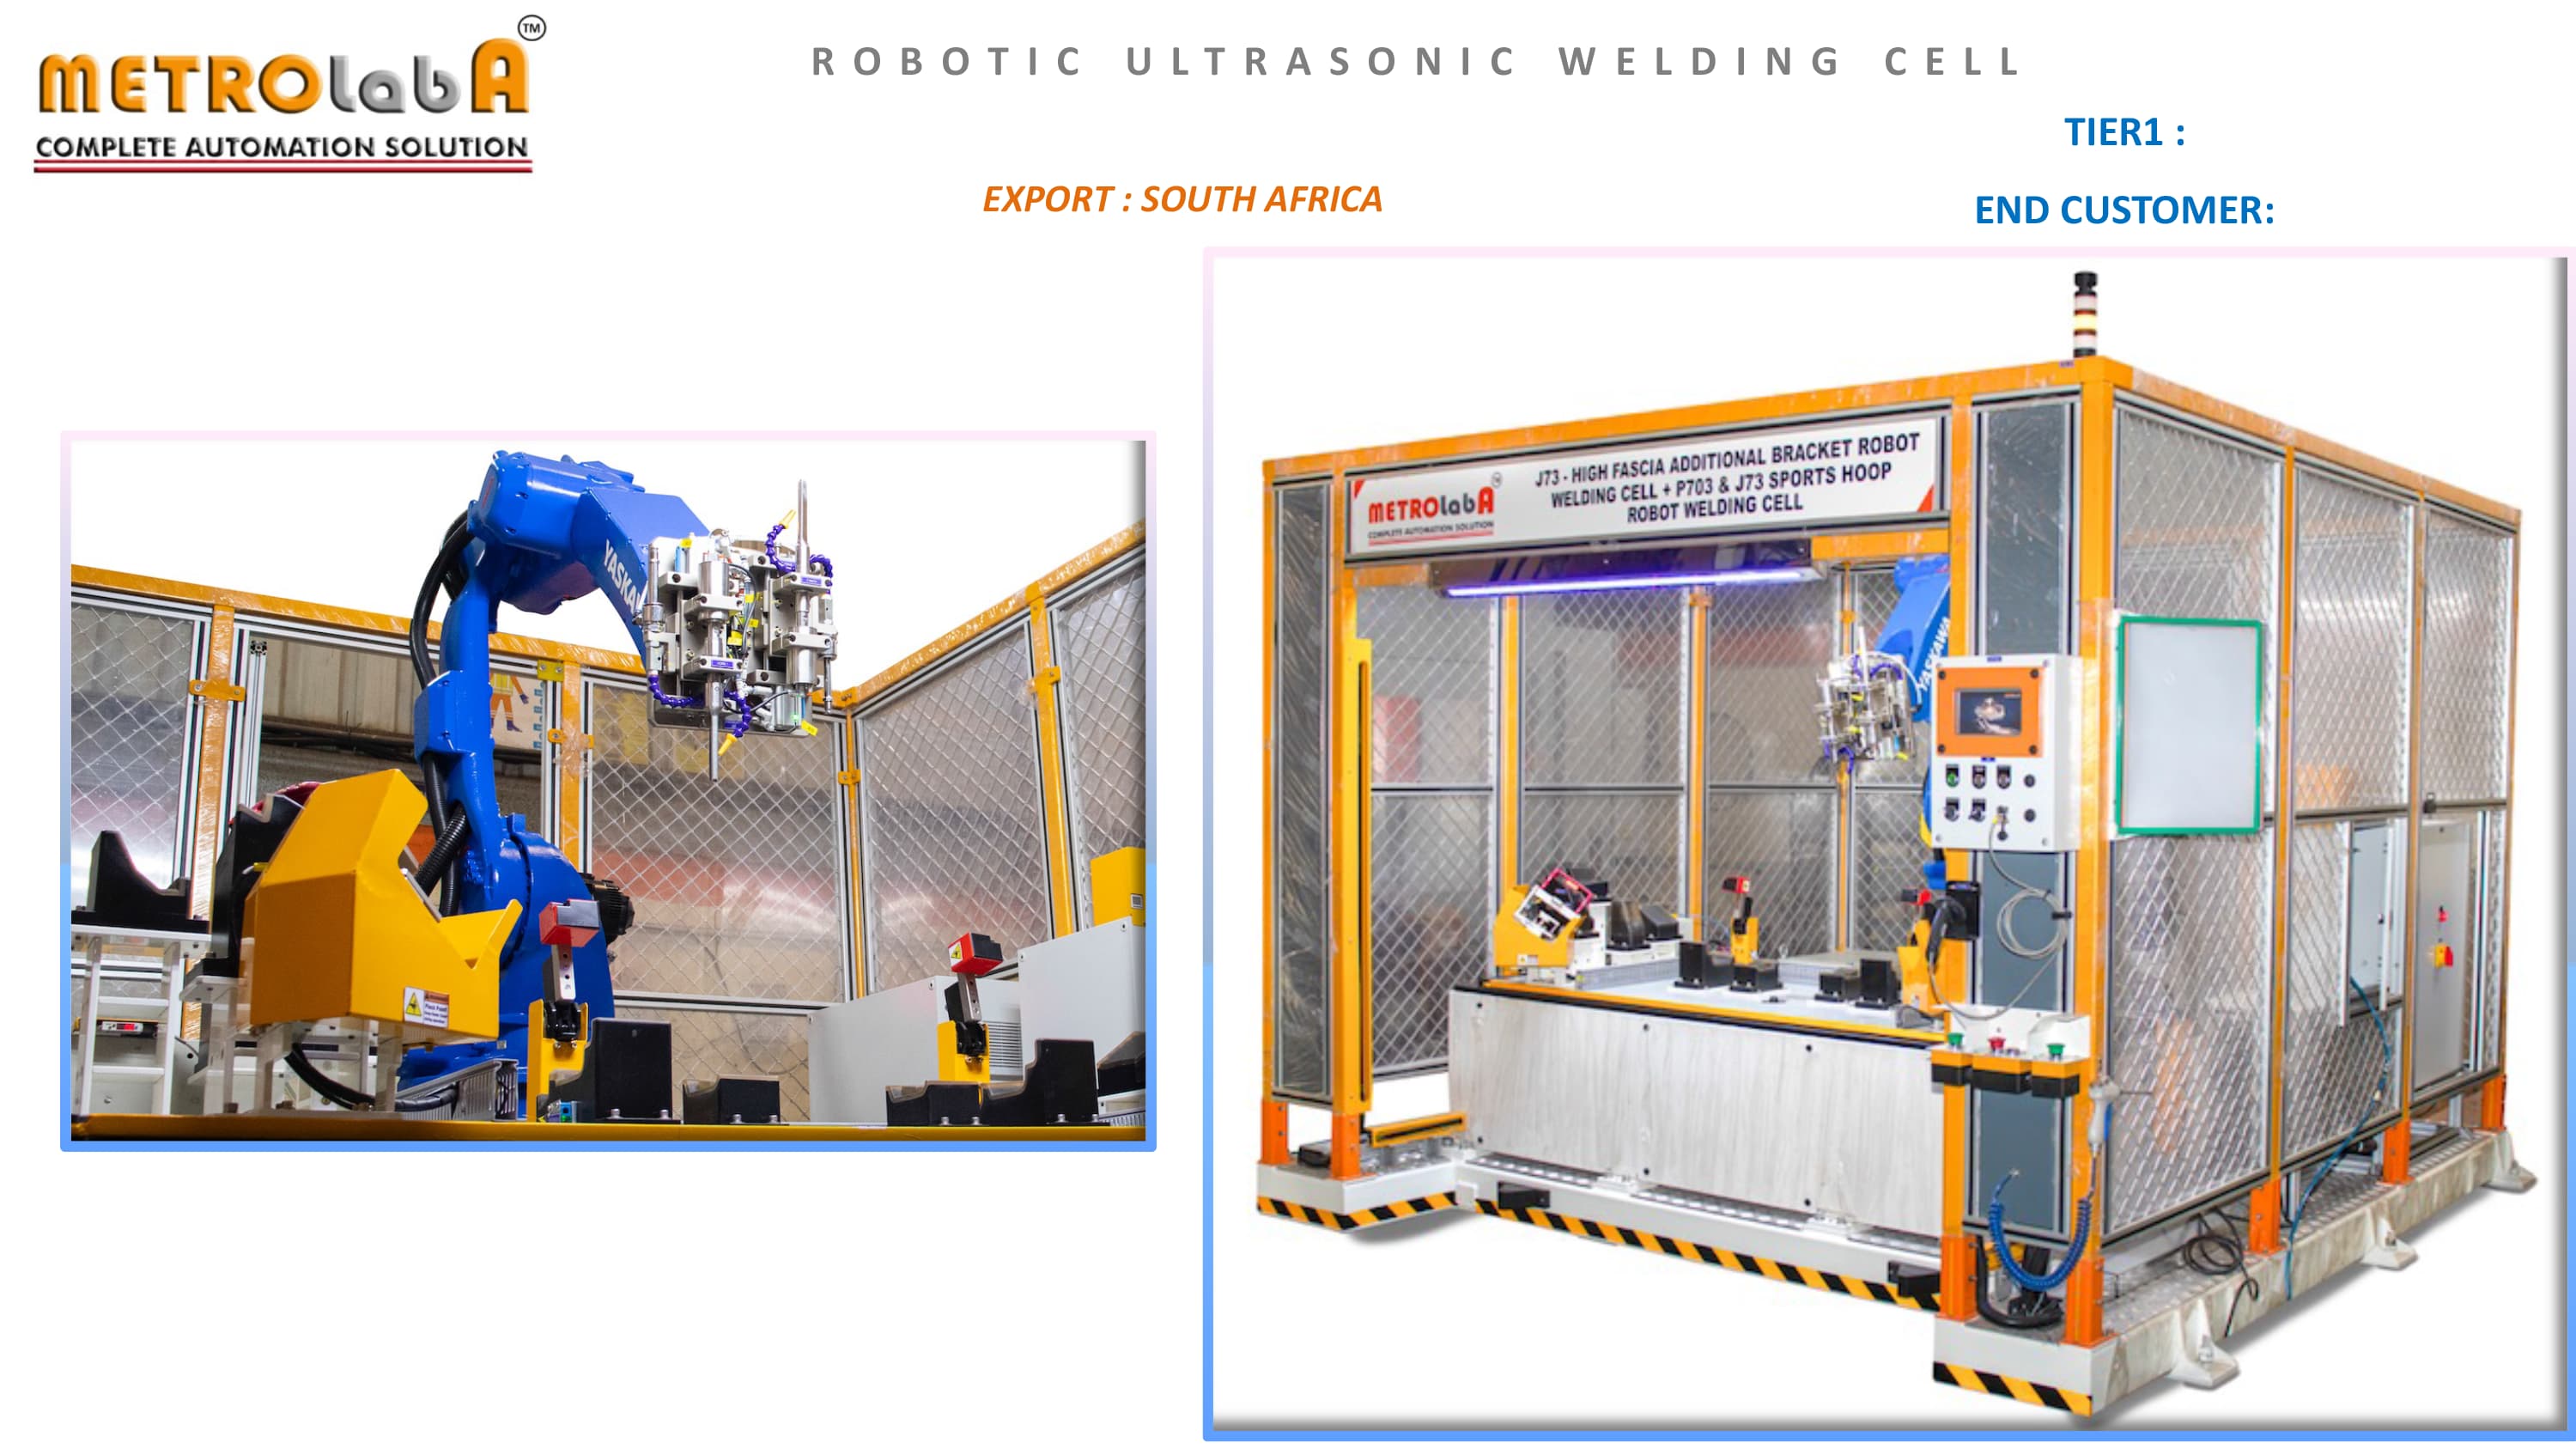 METROlabA TM
COMPLETE AUTOMATION SOLUTION
ROBOTIC ULTRASONIC WELDING CELL
TIER1 :
EXPORT : SOUTH AFRICA
END CUSTOMER:
YASKA
METROlabA
COMPLETE AUTOMATION SOLUTION
J73 - HIGH FASCIA ADDITIONAL BRACKET ROBOT
WELDING CELL + P703 & J73 SPORTS HOOP
ROBOT WELDING CELL
YASKAWA